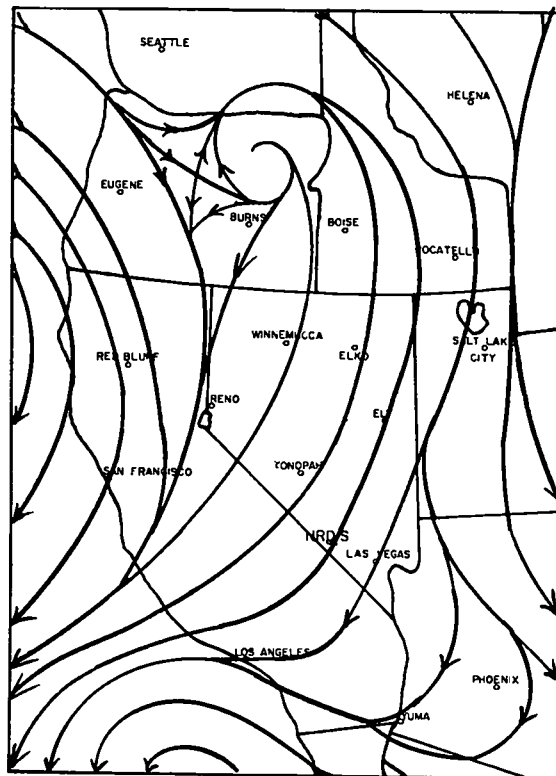 SEATTLE
HELENA
EUGENE
BURNS
BOISE
POCATELLO
WINNEMUCCA
ELKO
SALT LAKE
CITY
RED BLUFF
RENO
ELY
SAN FRANCISCO
TONOPAH
NRDS
LAS VEGAS
LOS ANGELES
PHOENIX
YUMA